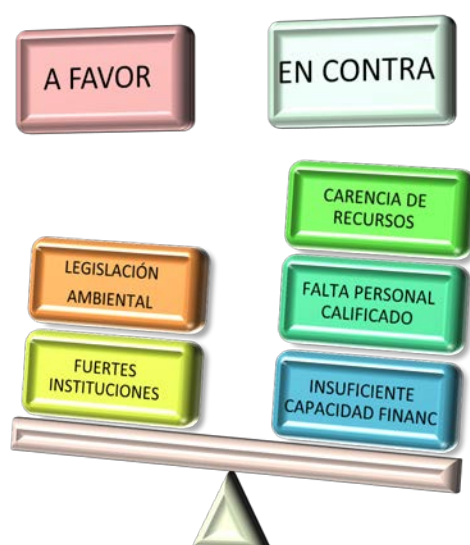 A FAVOR
EN CONTRA
CARENCIA DE
RECURSOS
LEGISLACIÓN
AMBIENTAL
FALTA PERSONAL
CALIFICADO
FUERTES
INSTITUCIONES
INSUFICIENTE
CAPACIDAD FINANC